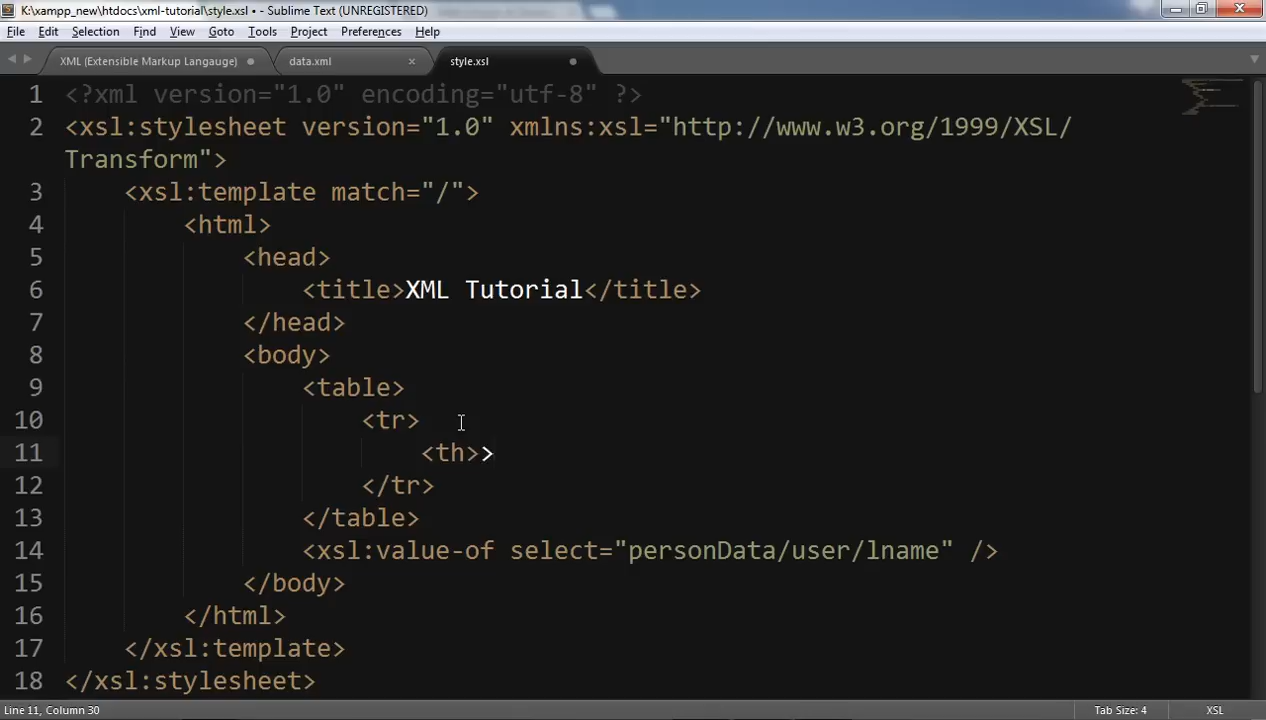 K:\xampp_new\htdocs\xml-tutorial\style.xsl • - Sublime Text (UNREGISTERED)
File Edit Selection Find View Goto Tools Project Preferences Help
XML (Extensible Markup Langauge) data.xml style.xsl
1 <?xml version="1.0" encoding="utf-8" ?>
2 <xsl:stylesheet version="1.0" xmlns:xsl="http://www.w3.org/1999/XSL/
Transform">
3 <xsl:template match="/">
4 <html>
5 <head>
6 <title>XML Tutorial</title>
7 </head>
8 <body>
9 <table>
10 <tr>
11 <th>>
12 </tr>
13 </table>
14 <xsl:value-of select="personData/user/lname" />
15 </body>
16 </html>
17 </xsl:template>
18 </xsl:stylesheet>
Line 11, Column 30 Tab Size: 4 XSL